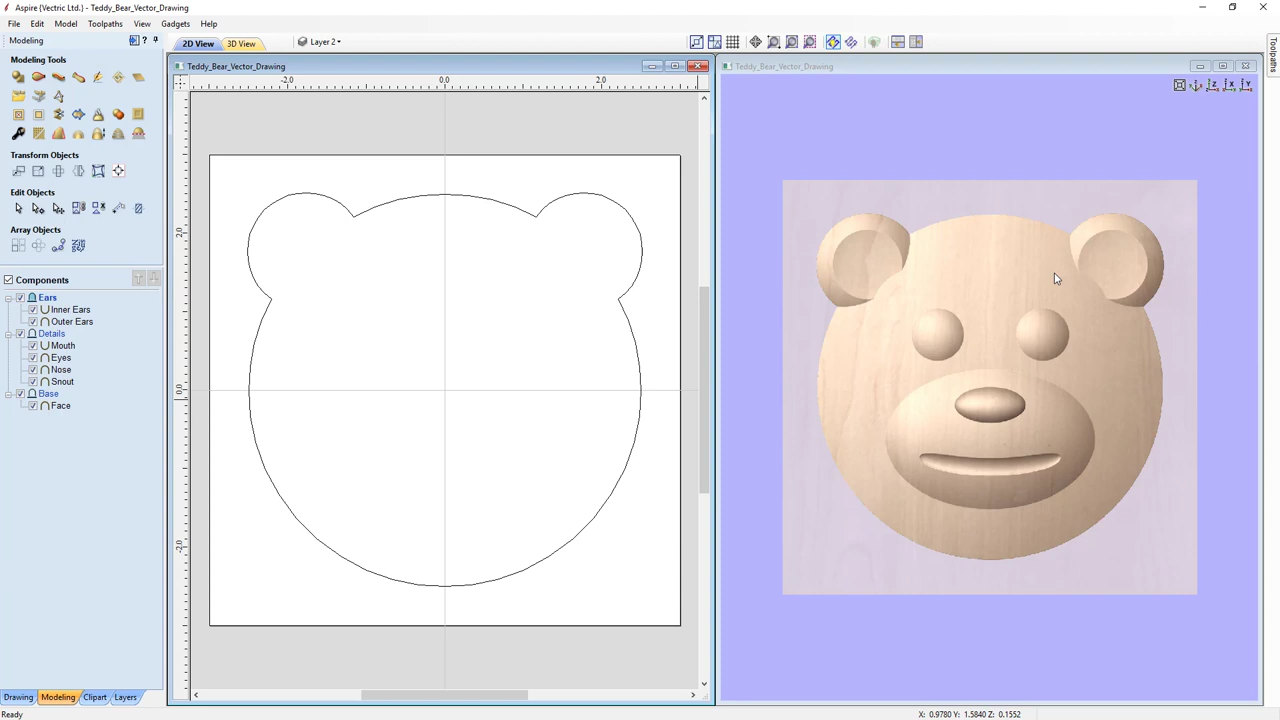 Aspire {Vectric Ltd.} - Teddy_Bear_Vector_Drawing
File Edit Model Toolpaths View Gadgets Help
Modeling ?
2D View 3D View Layer 2
Toolpaths
Modeling Tools
Teddy_Bear_Vector_Drawing
Teddy_Bear_Vector_Drawing
-2.0 0.0 2.0
Z X Y
Transform Objects
Edit Objects
Array Objects
2.0
0.0
-2.0
Components
Ears
Inner Ears
Outer Ears
Details
Mouth
Eyes
Nose
Snout
Base
Face
Drawing Modeling Clipart Layers
Ready
X: 0.9780 Y: 1.5840 Z: 0.1552